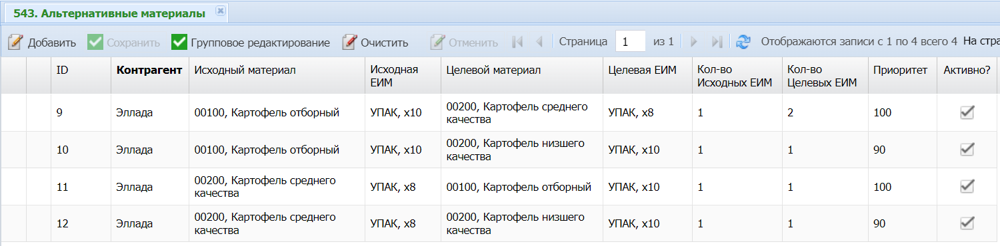 543. Альтернативные материалы
Добавить Сохранить Групповое редактирование Очистить Отменить Страница 1 из 1 Отображаются записи с 1 по 4 всего 4 На стра
ID Контрагент Исходный материал Исходная ЕИМ Целевой материал Целевая ЕИМ Кол-во Исходных ЕИМ Кол-во Целевых ЕИМ Приоритет Активно?
9 Эллада 00100, Картофель отборный УПАК, x10 00200, Картофель среднего качества УПАК, x8 1 2 100
10 Эллада 00100, Картофель отборный УПАК, x10 00200, Картофель низшего качества УПАК, x10 1 1 90
11 Эллада 00200, Картофель среднего качества УПАК, x8 00100, Картофель отборный УПАК, x10 1 1 100
12 Эллада 00200, Картофель среднего качества УПАК, x8 00200, Картофель низшего качества УПАК, x10 1 1 90